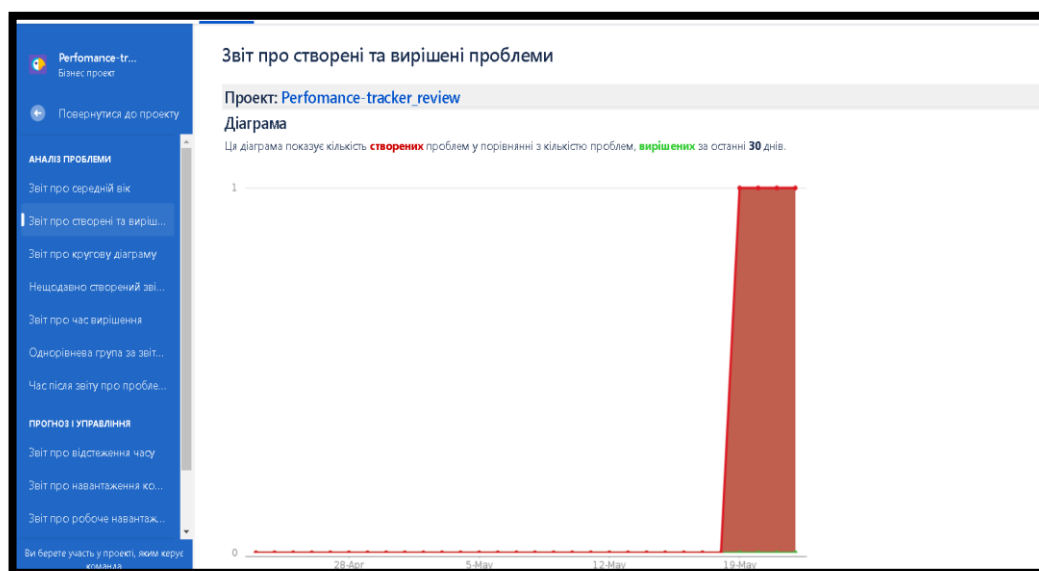 Perfomance-tr...
Бізнес проект
Повернутися до проекту
АНАЛІЗ ПРОБЛЕМИ
Звіт про середній вік
Звіт про створені та виріш...
Звіт про кругову діаграму
Нещодавно створений зві...
Звіт про час вирішення
Однорівнева група за звіт...
Час після звіту про пробле...
ПРОГНОЗ І УПРАВЛІННЯ
Звіт про відстеження часу
Звіт про навантаження ко...
Звіт про робоче навантаж...
Ви берете участь у проекті, яким керує
команда
Звіт про створені та вирішені проблеми
Проект: Perfomance-tracker_review
Діаграма
Ця діаграма показує кількість створених проблем у порівнянні з кількістю проблем, вирішених за останні 30 днів.
1
0
28-Apr 5-May 12-May 19-May